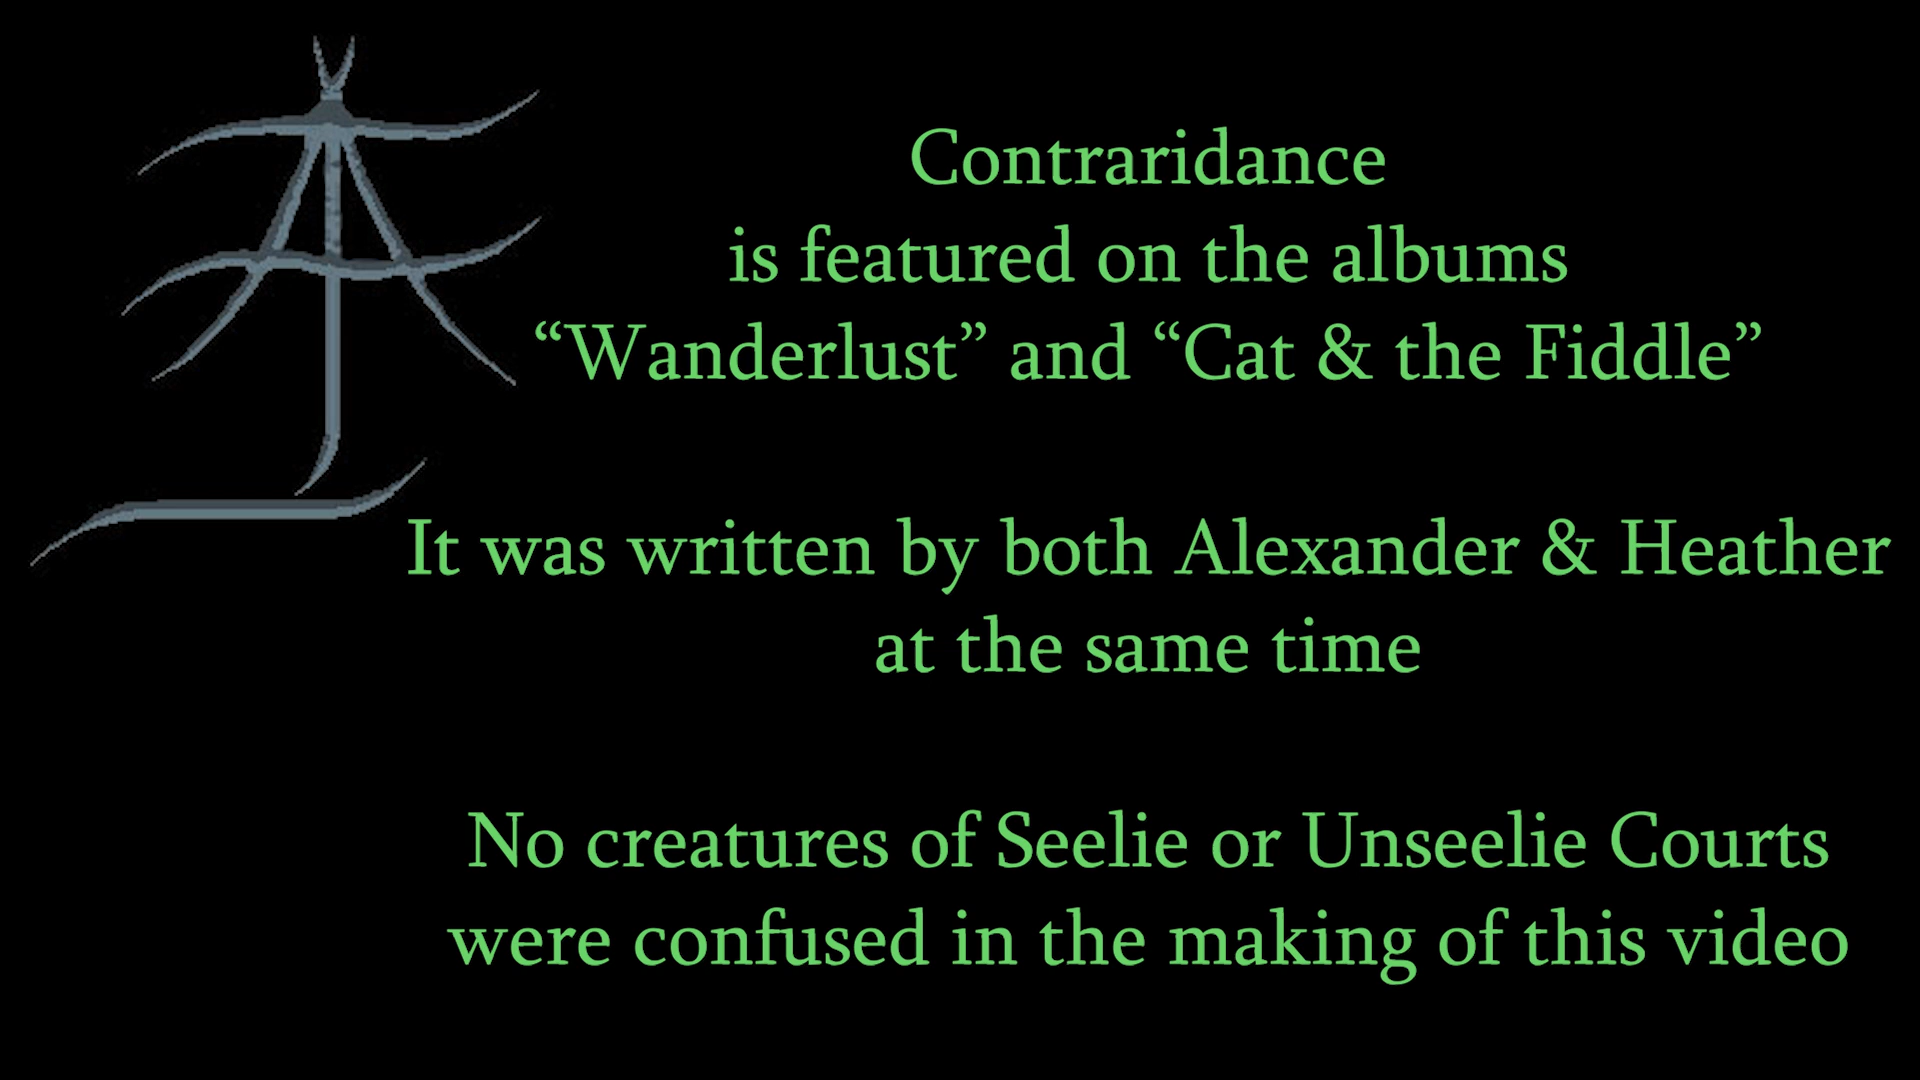 Contraridance
is featured on the albums
“Wanderlust” and “Cat & the Fiddle”
It was written by both Alexander & Heather
at the same time
No creatures of Seelie or Unseelie Courts
were confused in the making of this video